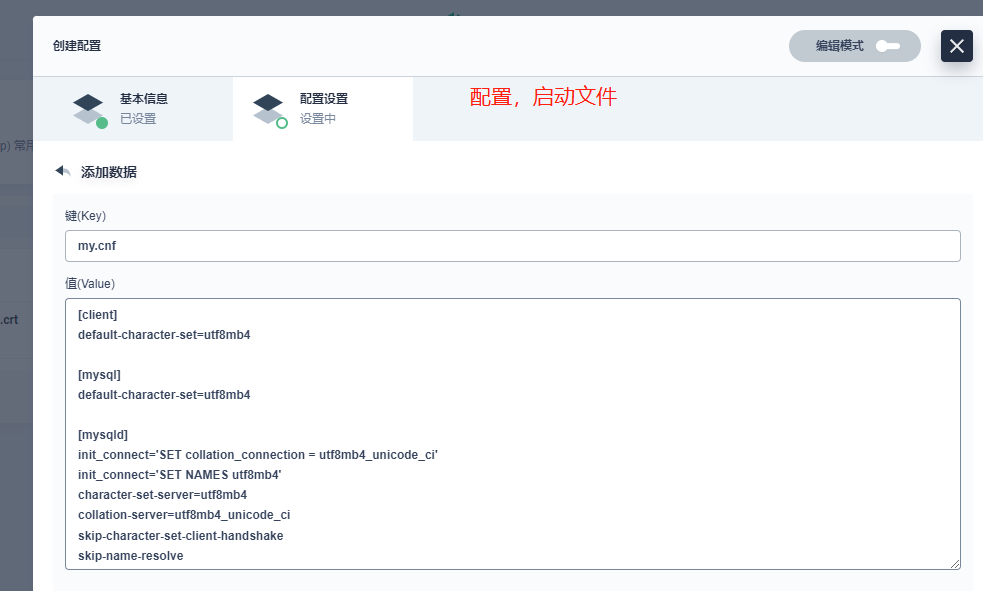 创建配置
编辑模式
基本信息
已设置
配置设置
设置中
配置，启动文件
p) 常用
添加数据
键(Key)
my.cnf
值(Value)
.crt
[client]
default-character-set=utf8mb4
[mysql]
default-character-set=utf8mb4
[mysqld]
init_connect='SET collation_connection = utf8mb4_unicode_ci'
init_connect='SET NAMES utf8mb4'
character-set-server=utf8mb4
collation-server=utf8mb4_unicode_ci
skip-character-set-client-handshake
skip-name-resolve